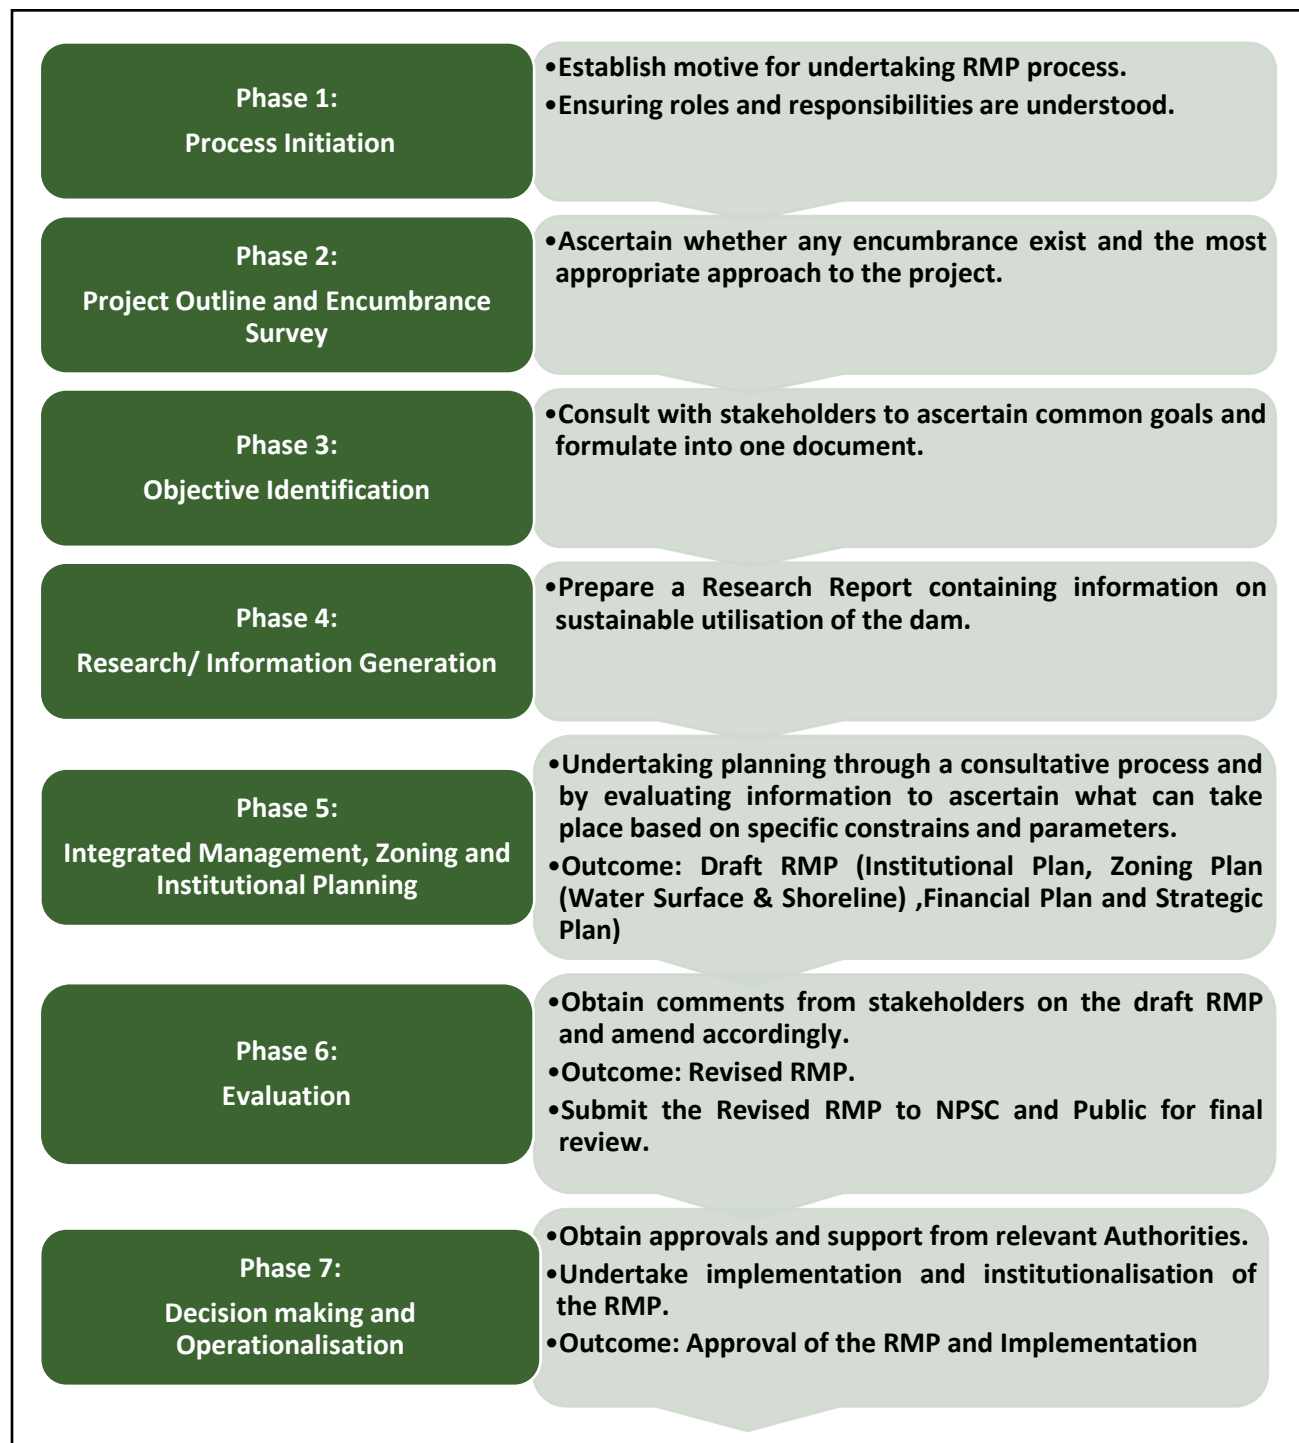 Phase 1:
Process Initiation
•Establish motive for undertaking RMP process.
•Ensuring roles and responsibilities are understood.
Phase 2:
Project Outline and Encumbrance
Survey
•Ascertain whether any encumbrance exist and the most
appropriate approach to the project.
Phase 3:
Objective Identification
•Consult with stakeholders to ascertain common goals and
formulate into one document.
Phase 4:
Research/ Information Generation
•Prepare a Research Report containing information on
sustainable utilisation of the dam.
Phase 5:
Integrated Management, Zoning and
Institutional Planning
•Undertaking planning through a consultative process and
by evaluating information to ascertain what can take
place based on specific constrains and parameters.
•Outcome: Draft RMP (Institutional Plan, Zoning Plan
(Water Surface & Shoreline) ,Financial Plan and Strategic
Plan)
Phase 6:
Evaluation
•Obtain comments from stakeholders on the draft RMP
and amend accordingly.
•Outcome: Revised RMP.
•Submit the Revised RMP to NPSC and Public for final
review.
Phase 7:
Decision making and
Operationalisation
•Obtain approvals and support from relevant Authorities.
•Undertake implementation and institutionalisation of
the RMP.
•Outcome: Approval of the RMP and Implementation